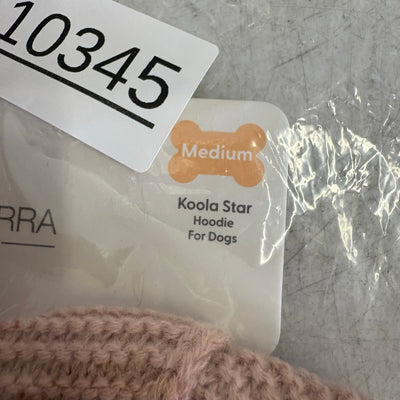 10345
Medium
Koola Star
Hoodie
For Dogs
RRA